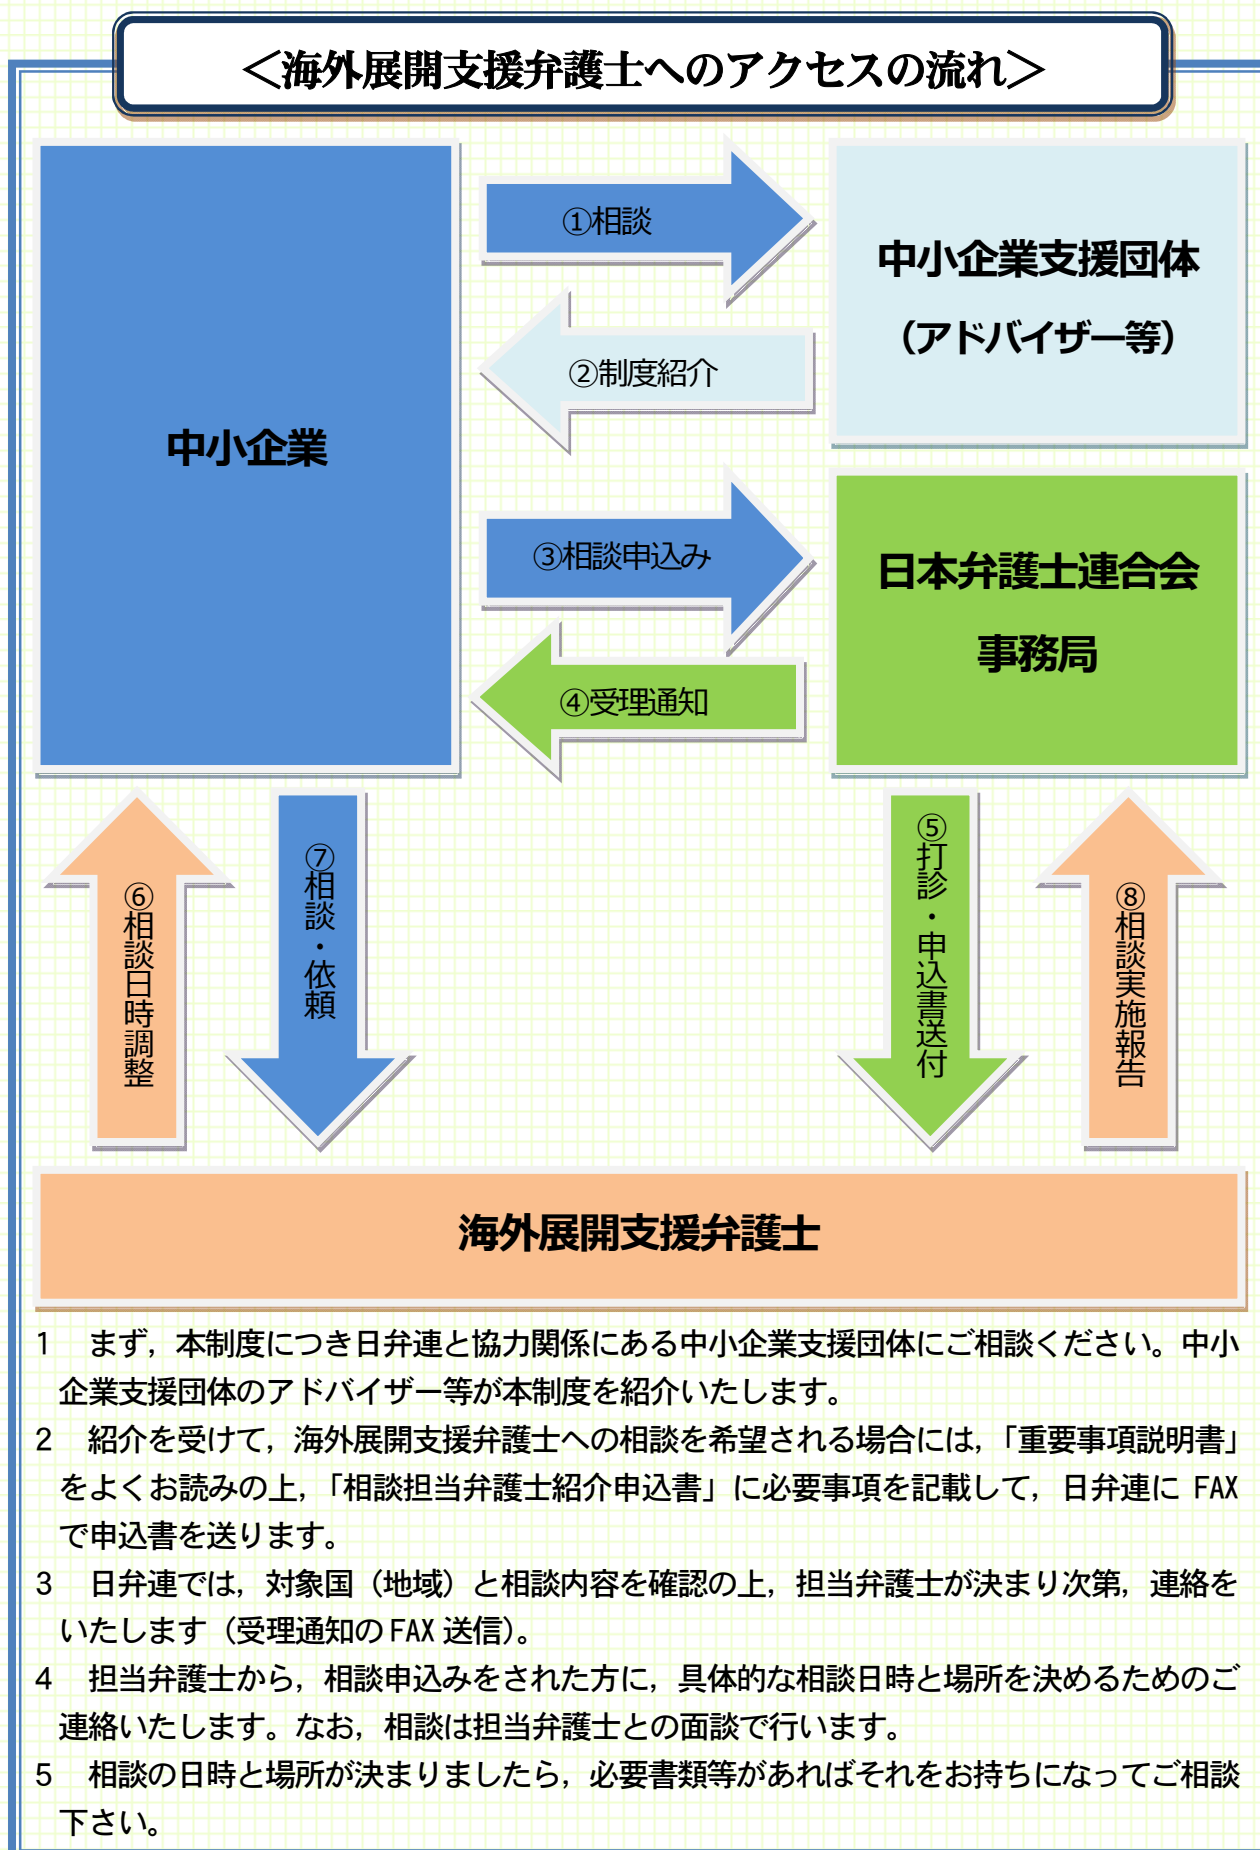 ＜海外展開支援弁護士へのアクセスの流れ＞
中小企業
①相談
②制度紹介
中小企業支援団体
（アドバイザー等）
③相談申込み
④受理通知
日本弁護士連合会
事務局
⑥相談日時調整
⑦相談・依頼
⑤打診・申込書送付
⑧相談実施報告
海外展開支援弁護士
1　まず，本制度につき日弁連と協力関係にある中小企業支援団体にご相談ください。中小
企業支援団体のアドバイザー等が本制度を紹介いたします。
2　紹介を受けて，海外展開支援弁護士への相談を希望される場合には，「重要事項説明書」
をよくお読みの上，「相談担当弁護士紹介申込書」に必要事項を記載して，日弁連に FAX
で申込書を送ります。
3　日弁連では，対象国（地域）と相談内容を確認の上，担当弁護士が決まり次第，連絡を
いたします（受理通知の FAX 送信）。
4　担当弁護士から，相談申込みをされた方に，具体的な相談日時と場所を決めるためのご
連絡いたします。なお，相談は担当弁護士との面談で行います。
5　相談の日時と場所が決まりましたら，必要書類等があればそれをお持ちになってご相談
下さい。